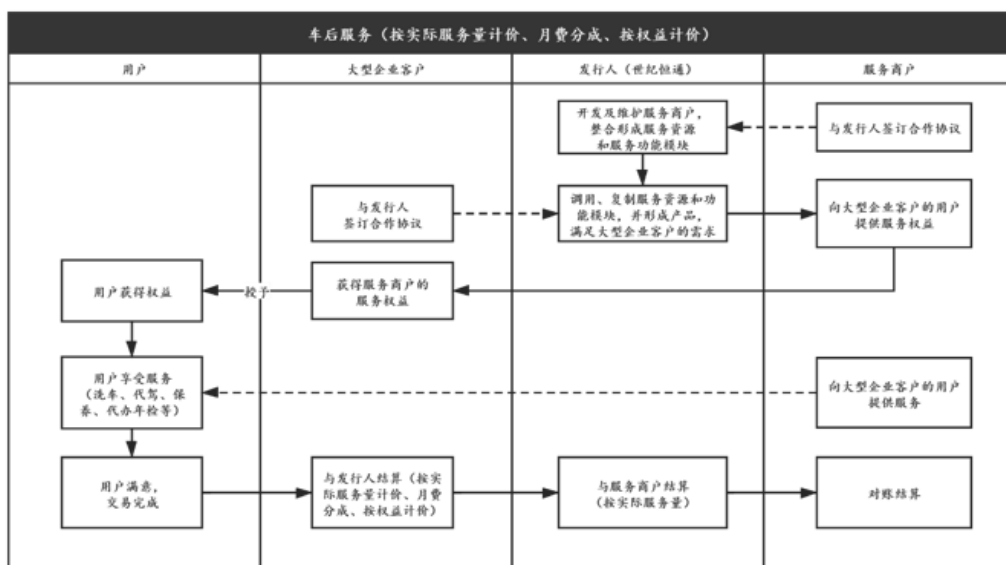 车后服务（按实际服务量计价、月费分成、按权益计价）
用户
大型企业客户
发行人（世纪恒通）
服务商户
开发及维护服务商户，
整合形成服务资源
和服务功能模块
与发行人签订合作协议
与发行人
签订合作协议
调用、复制服务资源和功
能模块，并形成产品，
满足大型企业客户的需求
向大型企业客户的用户
提供服务权益
用户获得权益
授予
获得服务商户的
服务权益
用户享受服务
（洗车、代驾、保
养、代办年检等）
向大型企业客户的用户
提供服务
用户满意，
交易完成
与发行人结算（按实
际服务量计价、月费
分成、按权益计价）
与服务商户结算
（按实际服务量）
对账结算